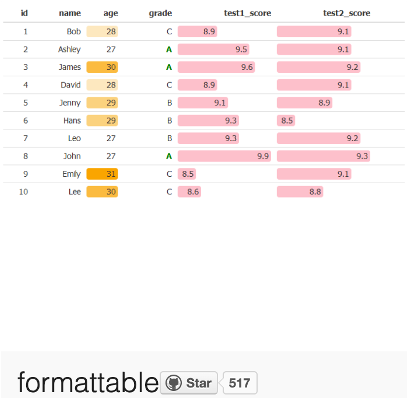 id name age grade test1_score test2_score
1 Bob 28 C 8.9 9.1
2 Ashley 27 A 9.5 9.1
3 James 30 A 9.6 9.2
4 David 28 C 8.9 9.1
5 Jenny 29 B 9.1 8.9
6 Hans 29 B 9.3 8.5
7 Leo 27 B 9.3 9.2
8 John 27 A 9.9 9.3
9 Emily 31 C 8.5 9.1
10 Lee 30 C 8.6 8.8
formattable Star 517